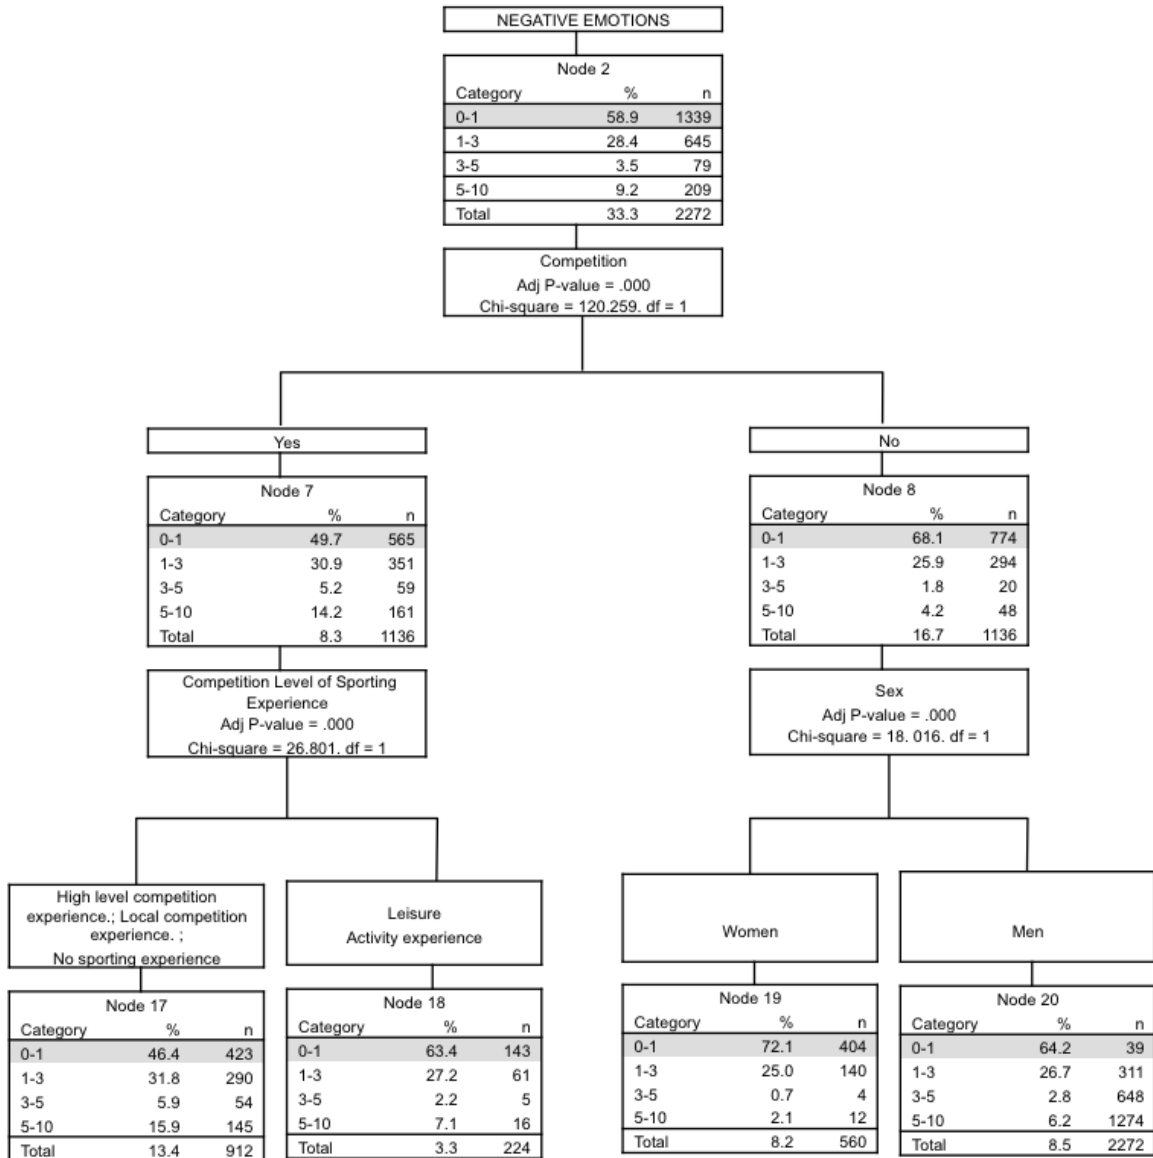 NEGATIVE EMOTIONS
Node 2
Category % n
0-1 58.9 1339
1-3 28.4 645
3-5 3.5 79
5-10 9.2 209
Total 33.3 2272
Competition
Adj P-value = .000
Chi-square = 120.259. df = 1
Yes
Node 7
Category % n
0-1 49.7 565
1-3 30.9 351
3-5 5.2 59
5-10 14.2 161
Total 8.3 1136
Competition Level of Sporting
Experience
Adj P-value = .000
Chi-square = 26.801. df = 1
No
Node 8
Category % n
0-1 68.1 774
1-3 25.9 294
3-5 1.8 20
5-10 4.2 48
Total 16.7 1136
Sex
Adj P-value = .000
Chi-square = 18. 016. df = 1
High level competition
experience.; Local competition
experience. ;
No sporting experience
Node 17
Category % n
0-1 46.4 423
1-3 31.8 290
3-5 5.9 54
5-10 15.9 145
Total 13.4 912
Leisure
Activity experience
Node 18
Category % n
0-1 63.4 143
1-3 27.2 61
3-5 2.2 5
5-10 7.1 16
Total 3.3 224
Women
Node 19
Category % n
0-1 72.1 404
1-3 25.0 140
3-5 0.7 4
5-10 2.1 12
Total 8.2 560
Men
Node 20
Category % n
0-1 64.2 39
1-3 26.7 311
3-5 2.8 648
5-10 6.2 1274
Total 8.5 2272